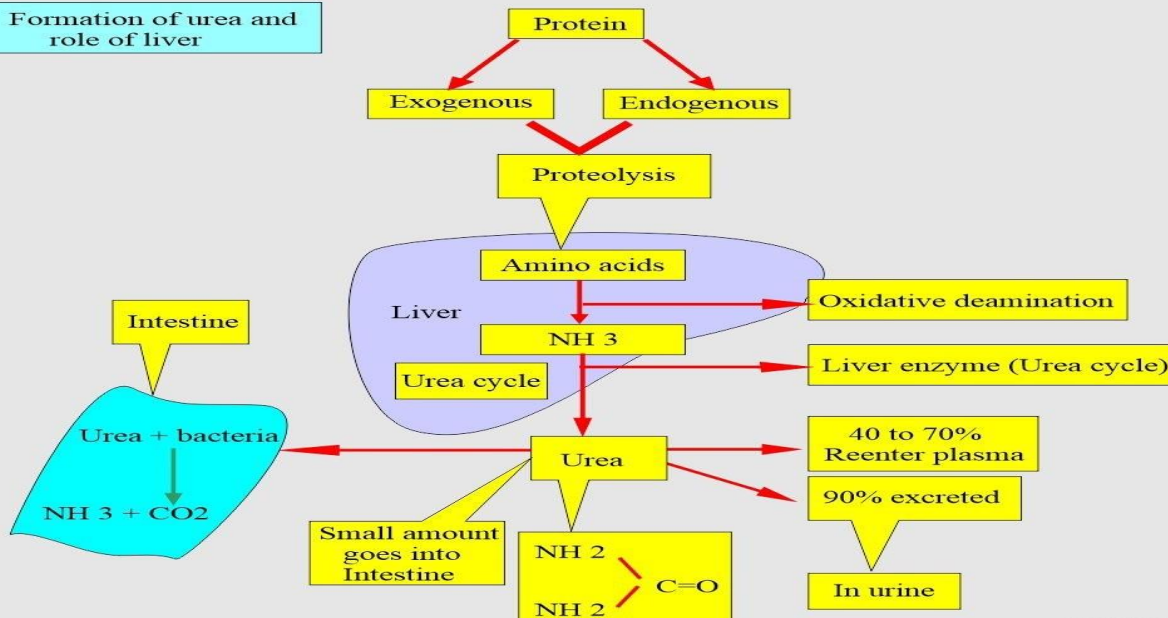 Formation of urea and
role of liver
Protein
Exogenous
Endogenous
Proteolysis
Amino acids
Liver
Oxidative deamination
Intestine
NH 3
Urea cycle
Liver enzyme (Urea cycle)
Urea + bacteria
NH 3 + CO2
Urea
40 to 70%
Reenter plasma
90% excreted
Small amount
goes into
Intestine
NH 2
C=O
NH 2
In urine